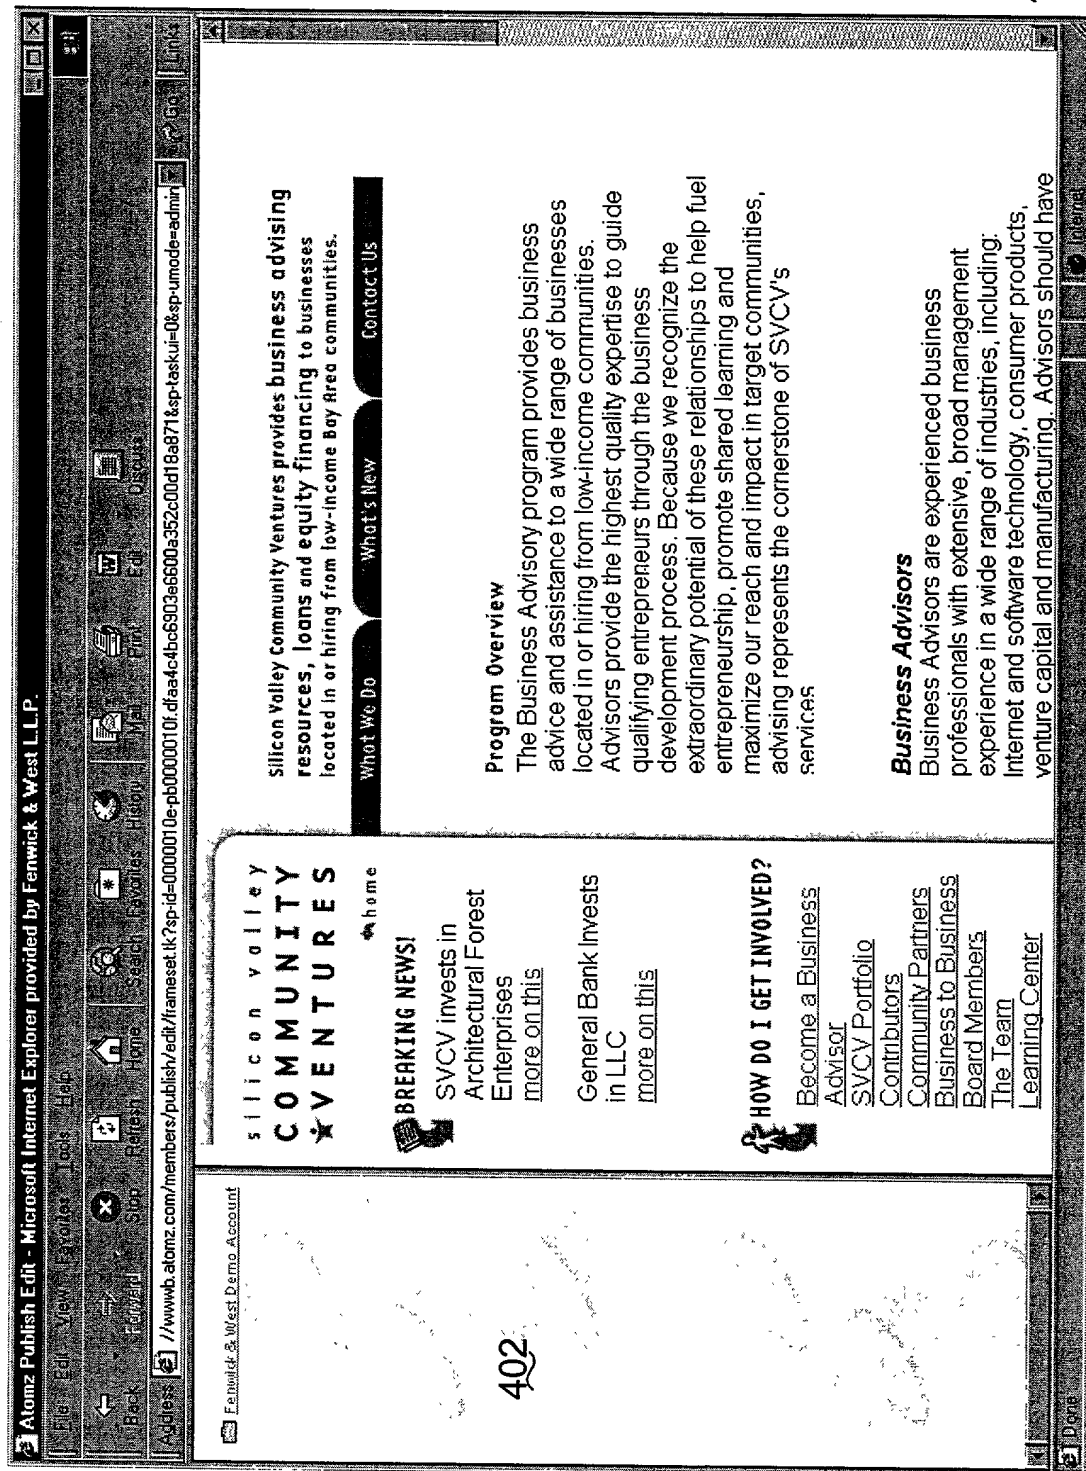 Atomz Publish Edit - Microsoft Internet Explorer provided by Fenwick & West L.L.P.
File Edit View Favorites Tools Help
Back Forward Stop Refresh Home Search Favorites History Mail Print Edit Discuss
Address //wwwb.atomz.com/members/publish/edit/frameset.tk?sp-id=0000010e-pb0000010f.dfaa4c4bc6903e6600a352c00d18a871&sp-taskui=0&sp-umode=admin Go Links
Fenwick & West Demo Account
402
silicon valley
COMMUNITY
VENTURES
home
BREAKING NEWS!
SVCV invests in
Architectural Forest
Enterprises
more on this
General Bank Invests
in LLC
more on this
HOW DO I GET INVOLVED?
Become a Business
Advisor
SVCV Portfolio
Contributors
Community Partners
Business to Business
Board Members
The Team
Learning Center
Silicon Valley Community Ventures provides business advising
resources, loans and equity financing to businesses
located in or hiring from low-income Bay Area communities.
What We Do What's New Contact Us
Program Overview
The Business Advisory program provides business
advice and assistance to a wide range of businesses
located in or hiring from low-income communities.
Advisors provide the highest quality expertise to guide
qualifying entrepreneurs through the business
development process. Because we recognize the
extraordinary potential of these relationships to help fuel
entrepreneurship, promote shared learning and
maximize our reach and impact in target communities,
advising represents the cornerstone of SVCV's
services
Business Advisors
Business Advisors are experienced business
professionals with extensive, broad management
experience in a wide range of industries, including:
Internet and software technology, consumer products,
venture capital and manufacturing. Advisors should have
Done Internet